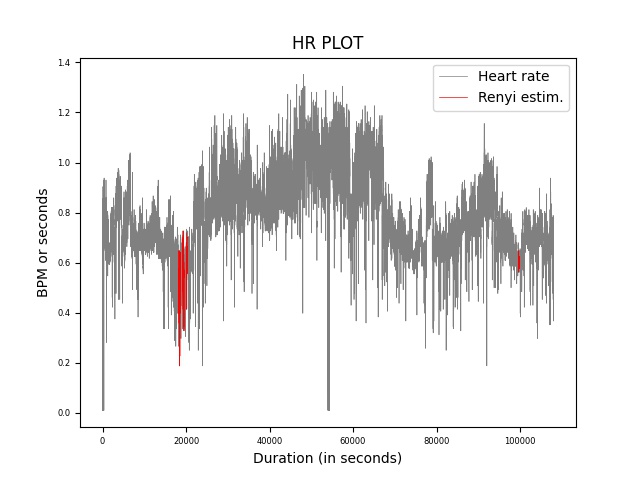 HR PLOT
Heart rate
Renyi estim.
BPM or seconds
1.4
1.2
1.0
0.8
0.6
0.4
0.2
0.0
0 20000 40000 60000 80000 100000
Duration (in seconds)